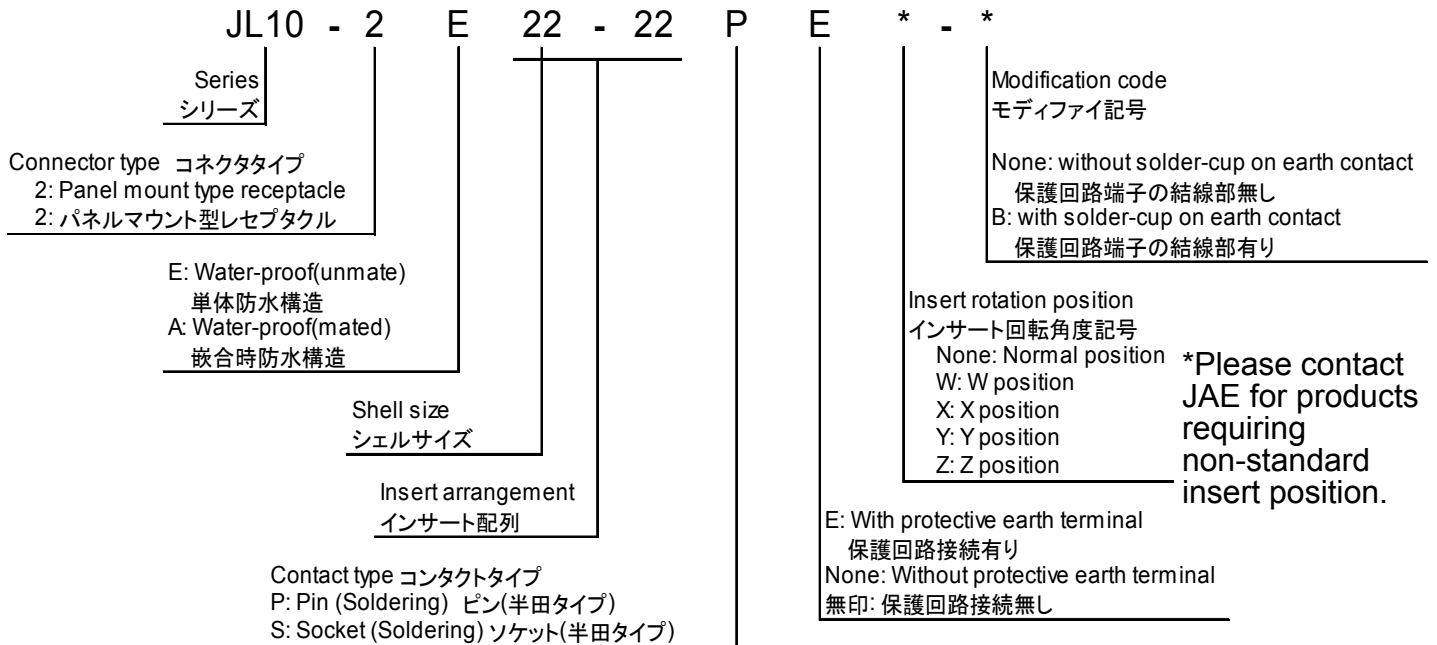 JL10 - 2 E 22 - 22 P E * - *
Series
シリーズ
Connector type コネクタタイプ
2: Panel mount type receptacle
2: パネルマウント型レセプタクル
E: Water-proof(unmate)
単体防水構造
A: Water-proof(mated)
嵌合時防水構造
Shell size
シェルサイズ
Insert arrangement
インサート配列
Contact type コンタクトタイプ
P: Pin (Soldering) ピン(半田タイプ)
S: Socket (Soldering) ソケット(半田タイプ)
Modification code
モディファイ記号
None: without solder-cup on earth contact
保護回路端子の結線部無し
B: with solder-cup on earth contact
保護回路端子の結線部有り
Insert rotation position
インサート回転角度記号
None: Normal position
W: W position
X: X position
Y: Y position
Z: Z position
*Please contact
JAE for products
requiring
non-standard
insert position.
E: With protective earth terminal
保護回路接続有り
None: Without protective earth terminal
無印: 保護回路接続無し